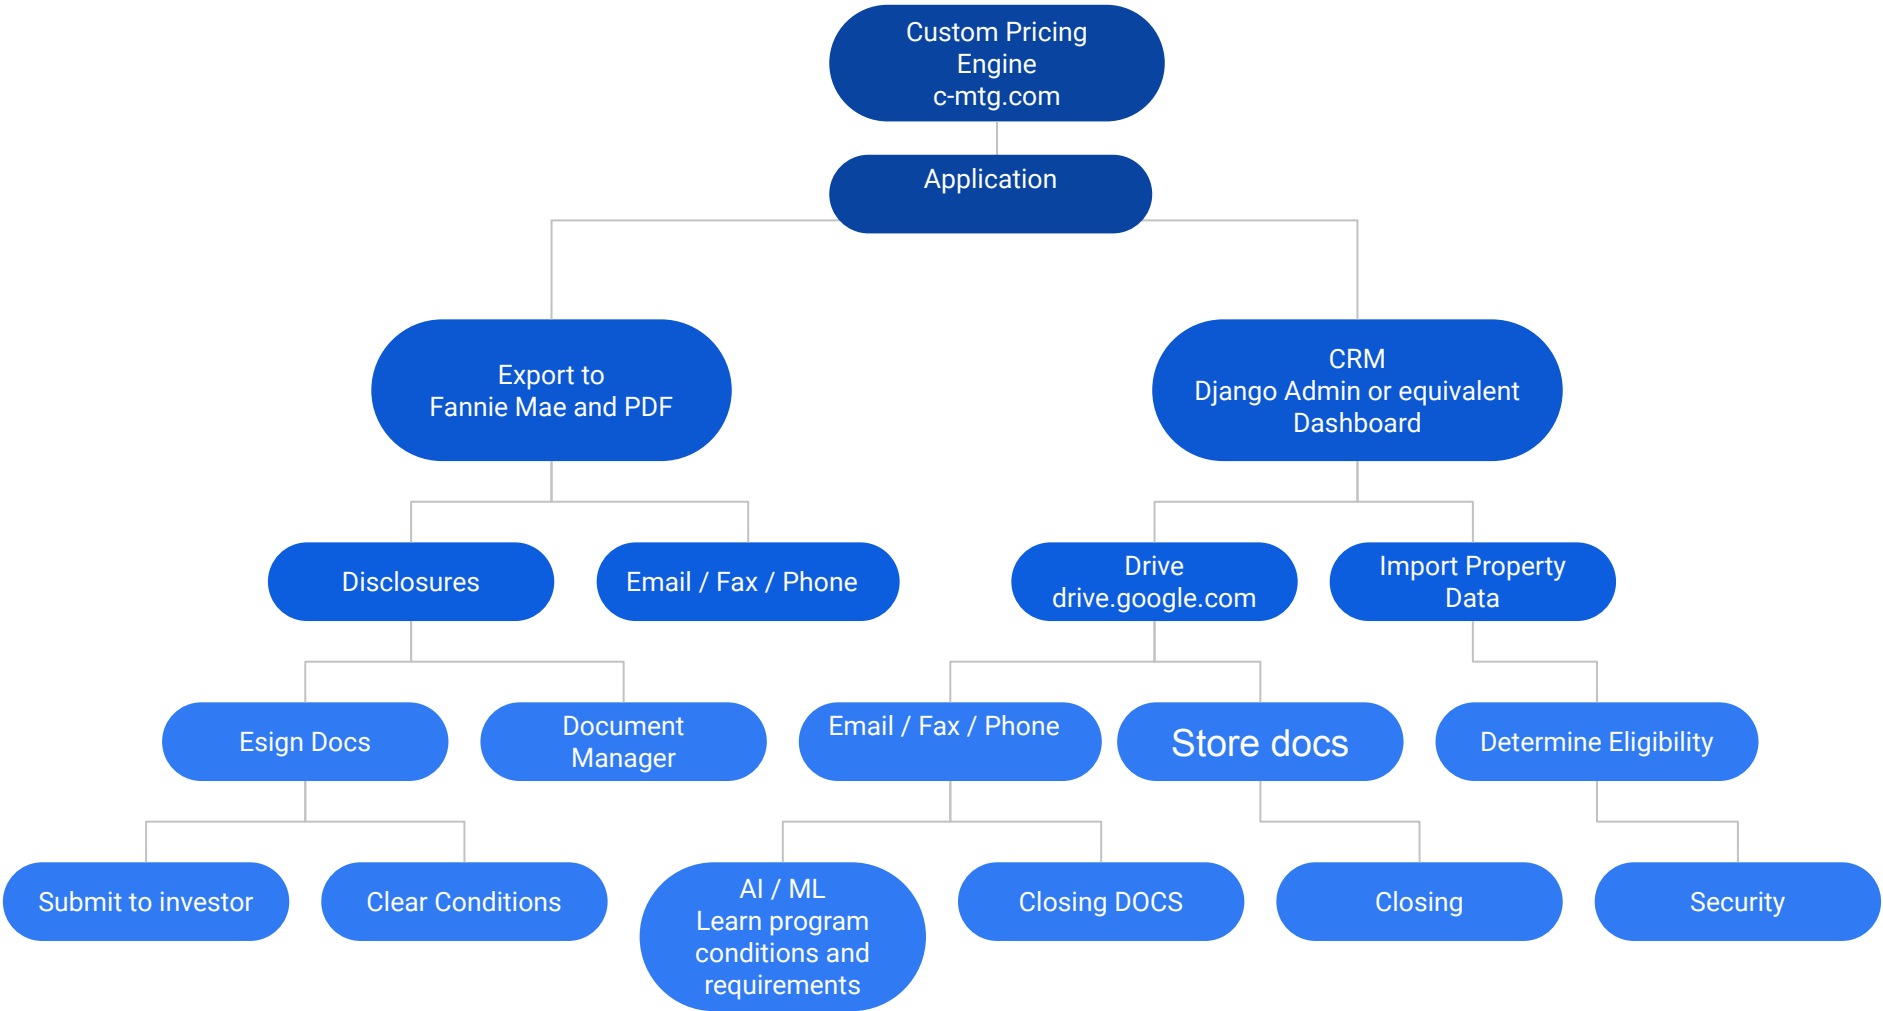 Custom Pricing
Engine
c-mtg.com
Application
Export to
Fannie Mae and PDF
CRM
Django Admin or equivalent
Dashboard
Disclosures
Email / Fax / Phone
Drive
drive.google.com
Import Property
Data
Esign Docs
Document
Manager
Email / Fax / Phone
Store docs
Determine Eligibility
Submit to investor
Clear Conditions
AI / ML
Learn program
conditions and
requirements
Closing DOCS
Closing
Security